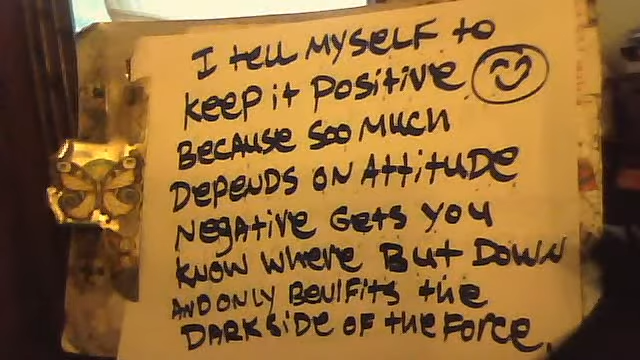 I tell MYSELF to
KeeP it Positive
BeCAUSe Soo MUCH
DePeNDS ON AttitUDe
NegAtive Gets YoU
KNOW WHeRe BUt DOWN
AND ONLY BeNIFits the
DARKSIDe OF the FORCe.